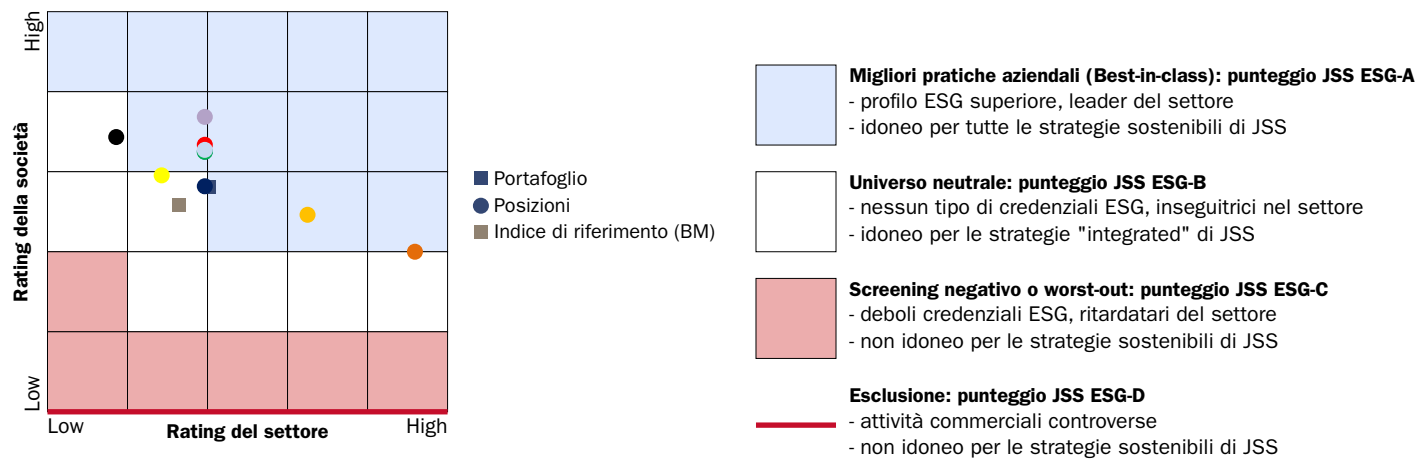 High
Rating della società
Low
Low
Rating del settore
High
Portafoglio
Posizioni
Indice di riferimento (BM)
Migliori pratiche aziendali (Best-in-class): punteggio JSS ESG-A
- profilo ESG superiore, leader del settore
- idoneo per tutte le strategie sostenibili di JSS
Universo neutrale: punteggio JSS ESG-B
- nessun tipo di credenziali ESG, inseguitrici nel settore
- idoneo per le strategie "integrated" di JSS
Screening negativo o worst-out: punteggio JSS ESG-C
- deboli credenziali ESG, ritardatari del settore
- non idoneo per le strategie sostenibili di JSS
Esclusione: punteggio JSS ESG-D
- attività commerciali controverse
- non idoneo per le strategie sostenibili di JSS